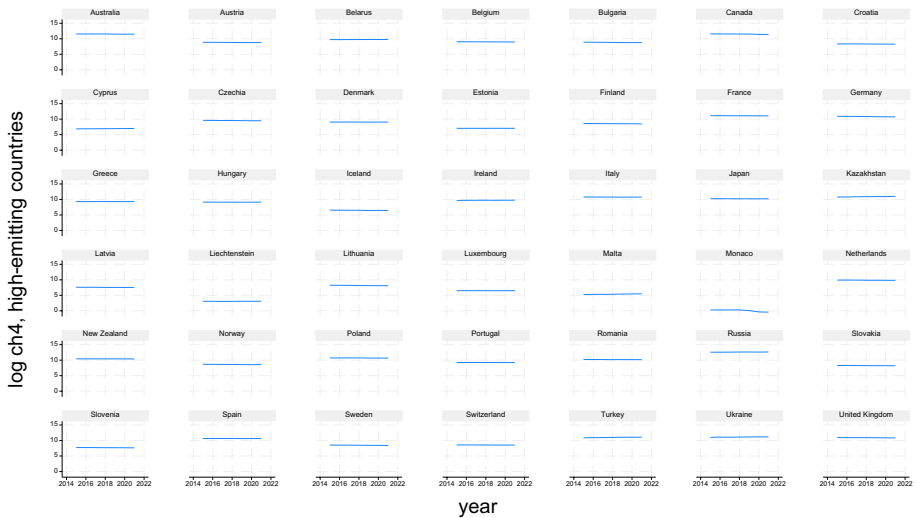 Australia Austria Belarus Belgium Bulgaria Canada Croatia
15
10
5
0
Cyprus Czechia Denmark Estonia Finland France Germany
15
10
5
0
Greece Hungary Iceland Ireland Italy Japan Kazakhstan
15
10
5
0
Latvia Liechtenstein Lithuania Luxembourg Malta Monaco Netherlands
15
10
5
0
New Zealand Norway Poland Portugal Romania Russia Slovakia
15
10
5
0
Slovenia Spain Sweden Switzerland Turkey Ukraine United Kingdom
15
10
5
0
2014 2016 2018 2020 2022 2014 2016 2018 2020 2022 2014 2016 2018 2020 2022 2014 2016 2018 2020 2022 2014 2016 2018 2020 2022 2014 2016 2018 2020 2022 2014 2016 2018 2020 2022
log ch4, high-emitting countries
year